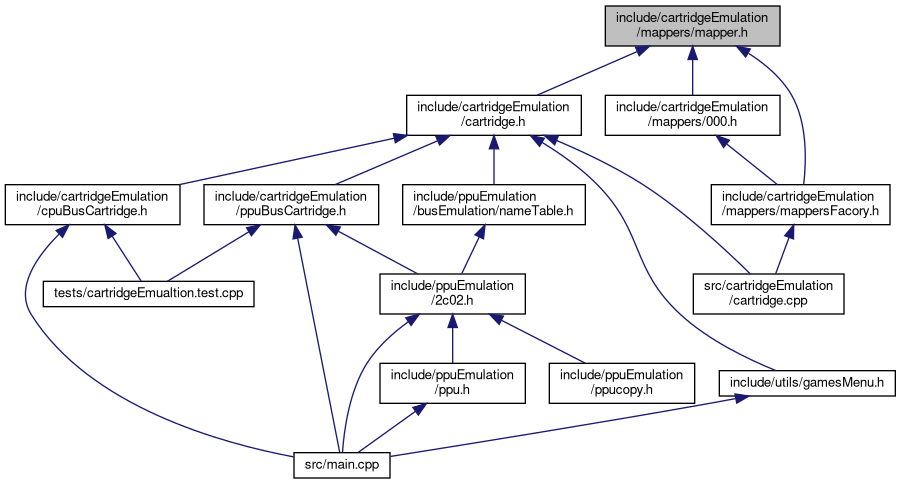 include/cartridgeEmulation
/mappers/mapper.h
include/cartridgeEmulation
/cartridge.h
include/cartridgeEmulation
/mappers/000.h
include/cartridgeEmulation
/cpuBusCartridge.h
include/cartridgeEmulation
/ppuBusCartridge.h
include/ppuEmulation
/busEmulation/nameTable.h
include/cartridgeEmulation
/mappers/mappersFacory.h
tests/cartridgeEmualtion.test.cpp
include/ppuEmulation
/2c02.h
src/cartridgeEmulation
/cartridge.cpp
include/ppuEmulation
/ppu.h
include/ppuEmulation
/ppucopy.h
include/utils/gamesMenu.h
src/main.cpp